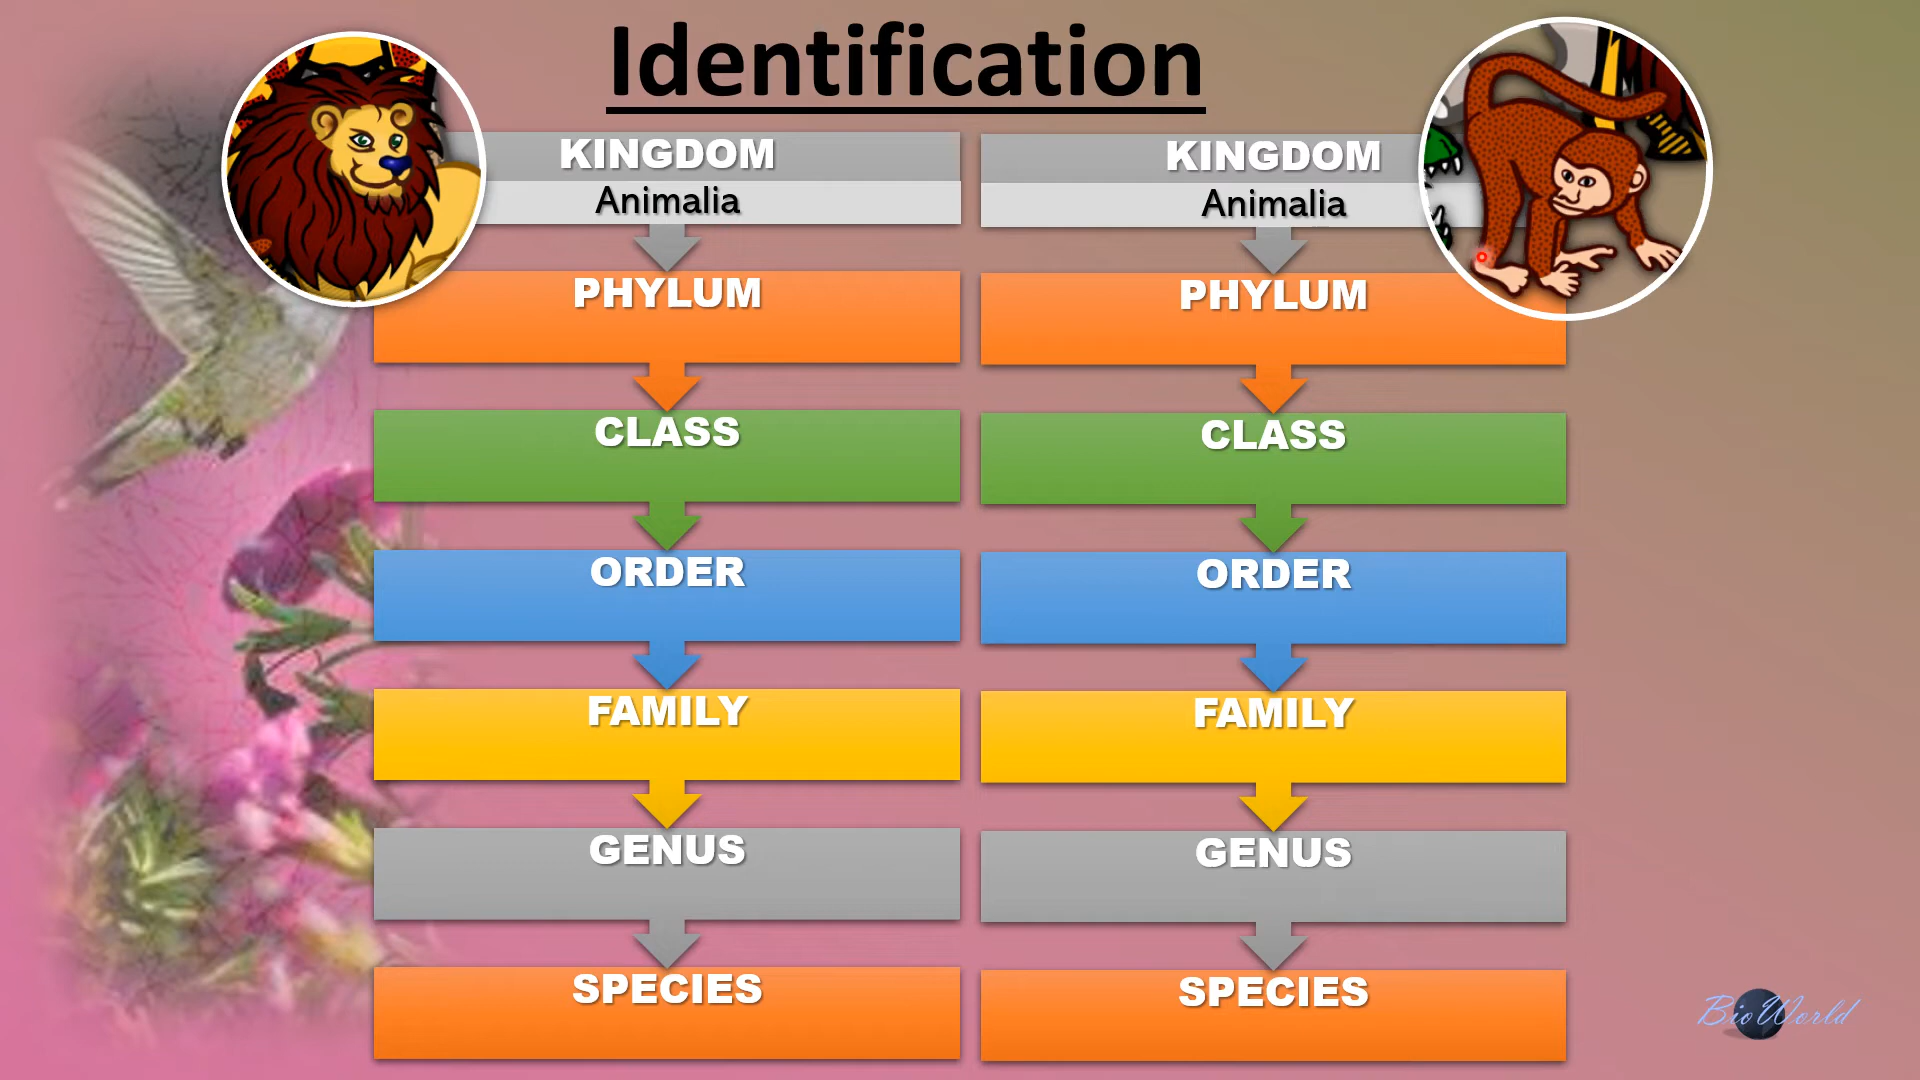 Identification
KINGDOM
Animalia
PHYLUM
CLASS
ORDER
FAMILY
GENUS
SPECIES
KINGDOM
Animalia
PHYLUM
CLASS
ORDER
FAMILY
GENUS
SPECIES
BioWorld